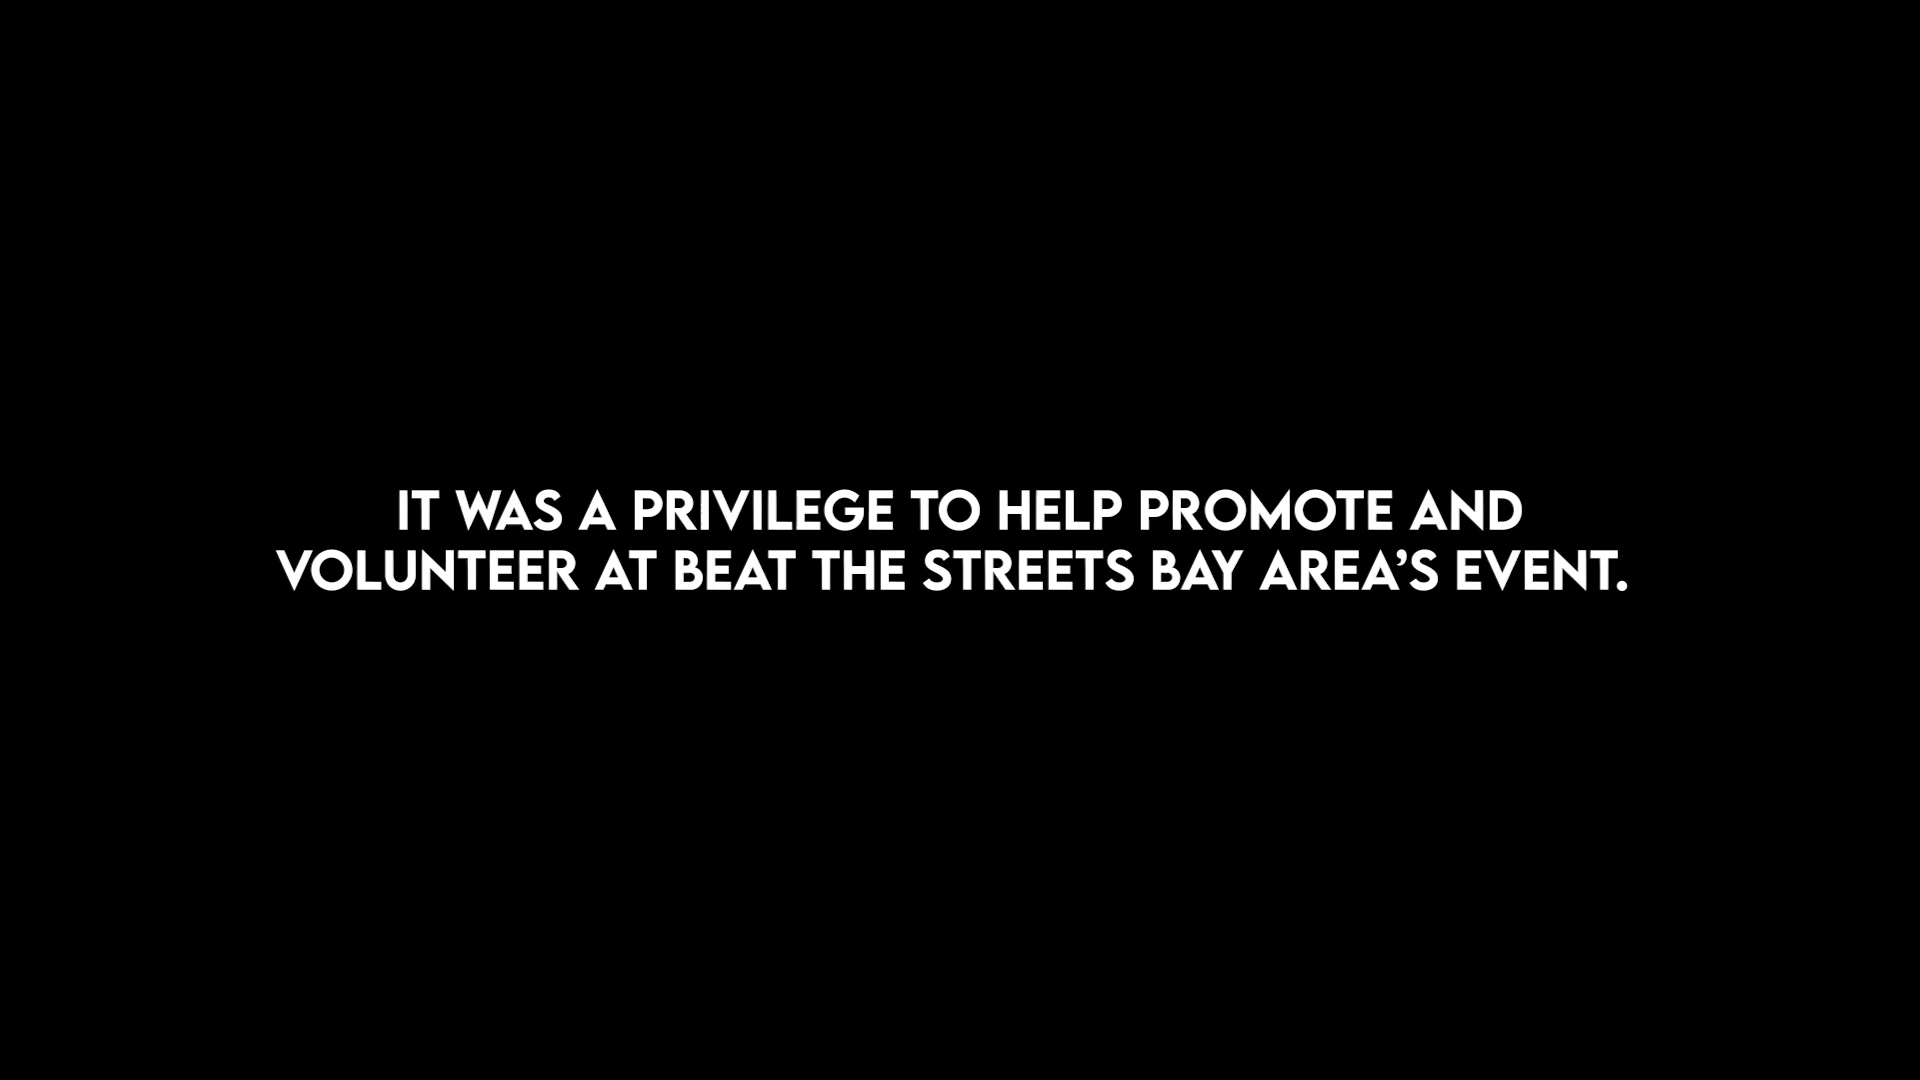 IT WAS A PRIVILEGE TO HELP PROMOTE AND
VOLUNTEER AT BEAT THE STREETS BAY AREA’S EVENT.